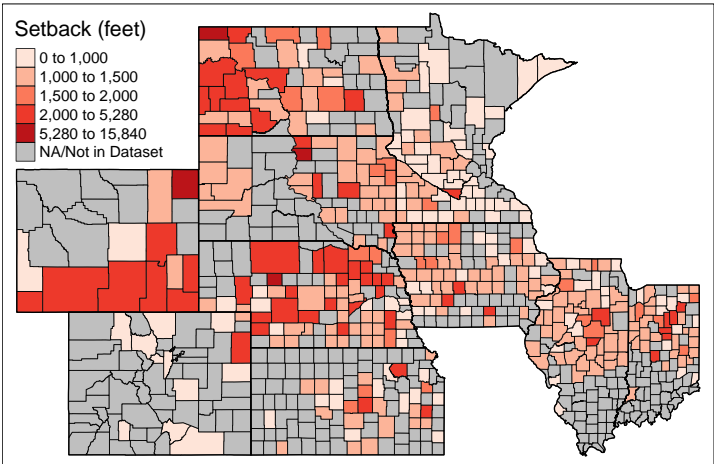 Setback (feet)
0 to 1,000
1,000 to 1,500
1,500 to 2,000
2,000 to 5,280
5,280 to 15,840
NA/Not in Dataset